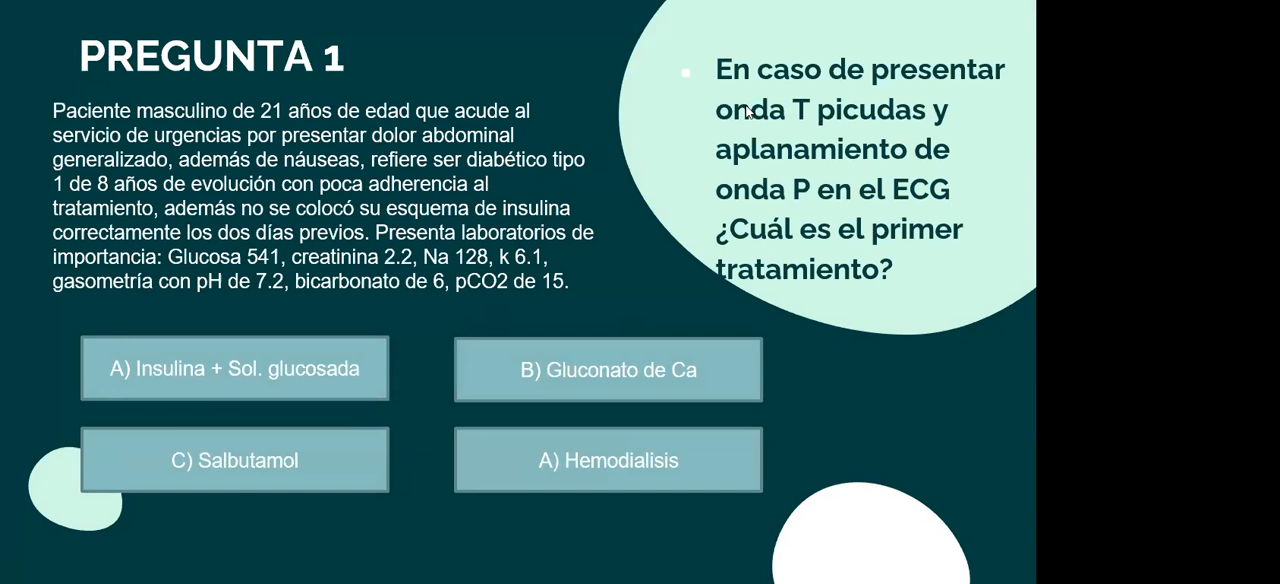 PREGUNTA 1
Paciente masculino de 21 años de edad que acude al
servicio de urgencias por presentar dolor abdominal
generalizado, además de náuseas, refiere ser diabético tipo
1 de 8 años de evolución con poca adherencia al
tratamiento, además no se colocó su esquema de insulina
correctamente los dos días previos. Presenta laboratorios de
importancia: Glucosa 541, creatinina 2.2, Na 128, k 6.1,
gasometría con pH de 7.2, bicarbonato de 6, pCO2 de 15.
En caso de presentar
onda T picudas y
aplanamiento de
onda P en el ECG
¿Cuál es el primer
tratamiento?
A) Insulina + Sol. glucosada
B) Gluconato de Ca
C) Salbutamol
A) Hemodialisis